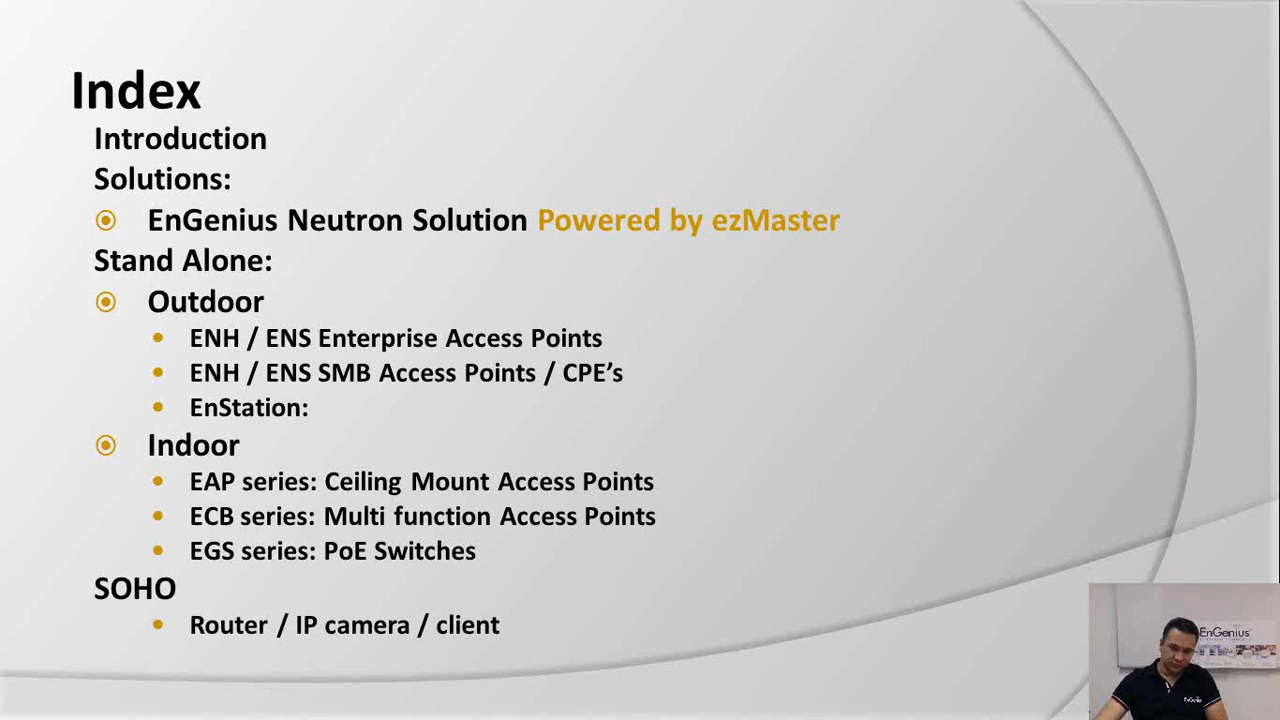 Index
Introduction
Solutions:
EnGenius Neutron Solution Powered by ezMaster
Stand Alone:
Outdoor
ENH / ENS Enterprise Access Points
ENH / ENS SMB Access Points / CPE’s
EnStation:
Indoor
EAP series: Ceiling Mount Access Points
ECB series: Multi function Access Points
EGS series: PoE Switches
SOHO
Router / IP camera / client
EnGenius
EnGenius